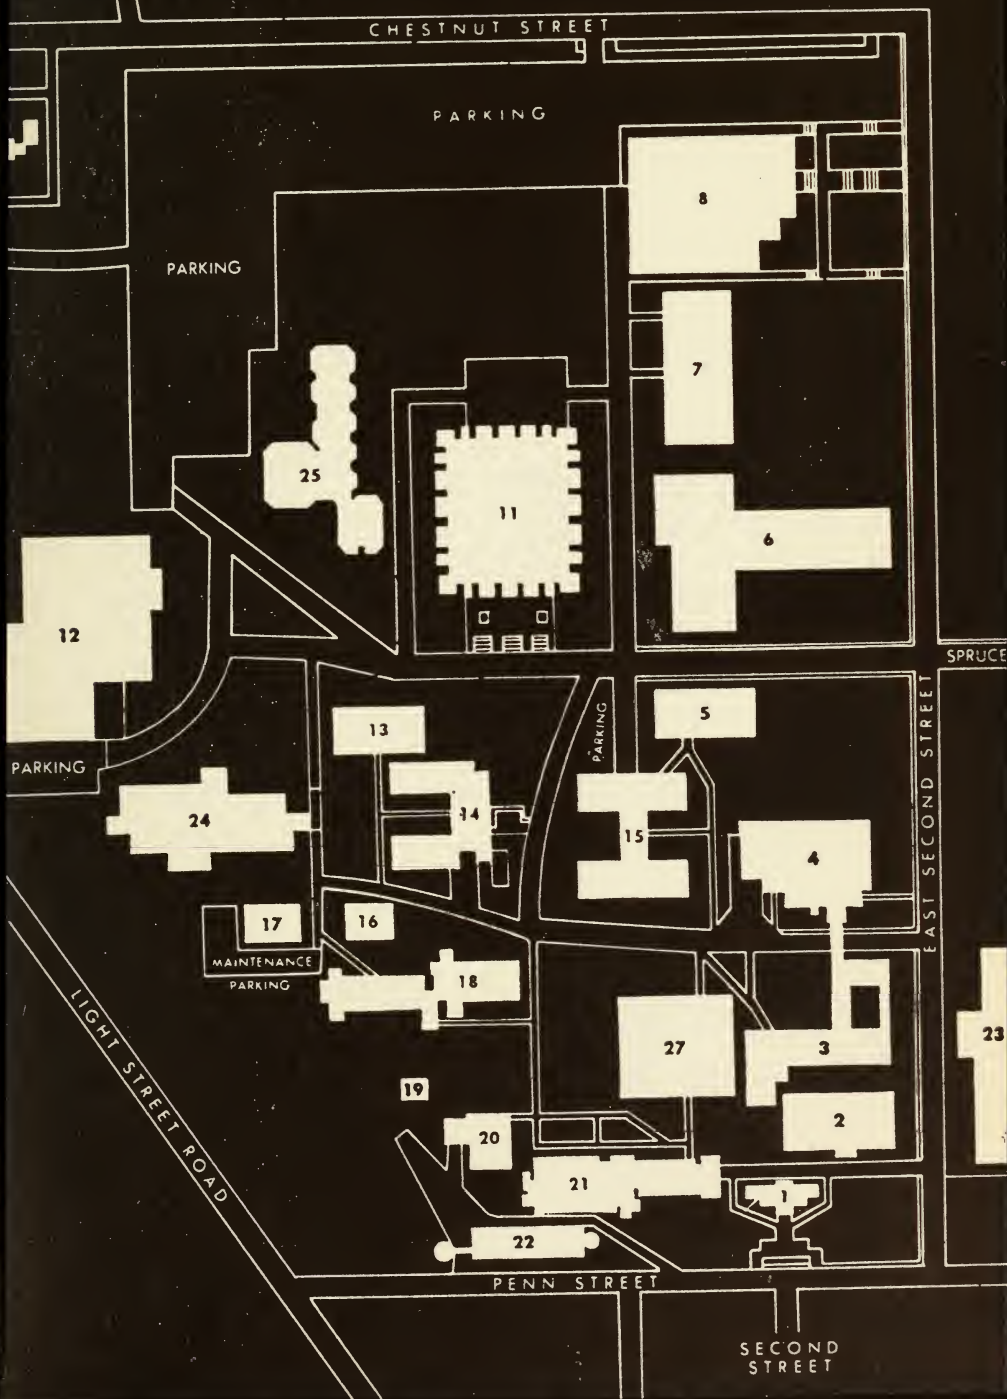 CHESTNUT STREET
PARKING
8
PARKING
7
25
11
6
12
SPRUCE
13
PARKING
5
PARKING
24
14
15
4
EAST SECOND STREET
17
16
MAINTENANCE
PARKING
18
LIGHT STREET ROAD
27
3
23
19
2
20
21
1
22
PENN STREET
SECOND
STREET